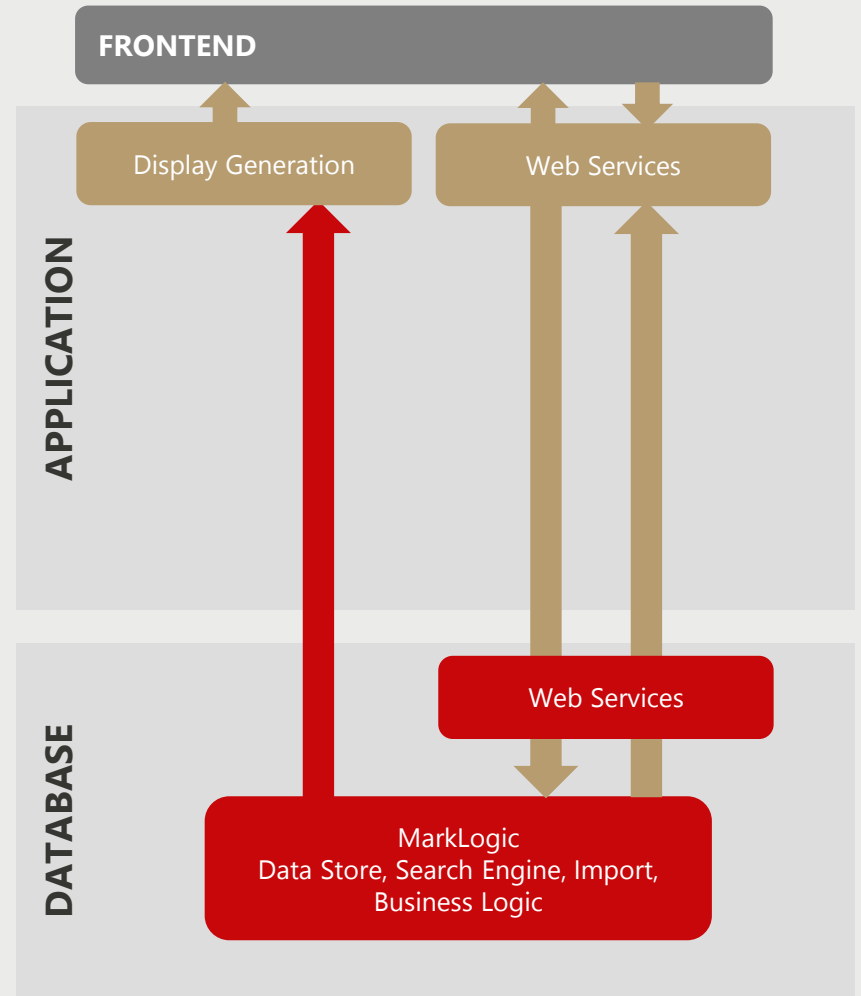 FRONTEND
Display Generation
Web Services
APPLICATION
Web Services
DATABASE
MarkLogic
Data Store, Search Engine, Import,
Business Logic